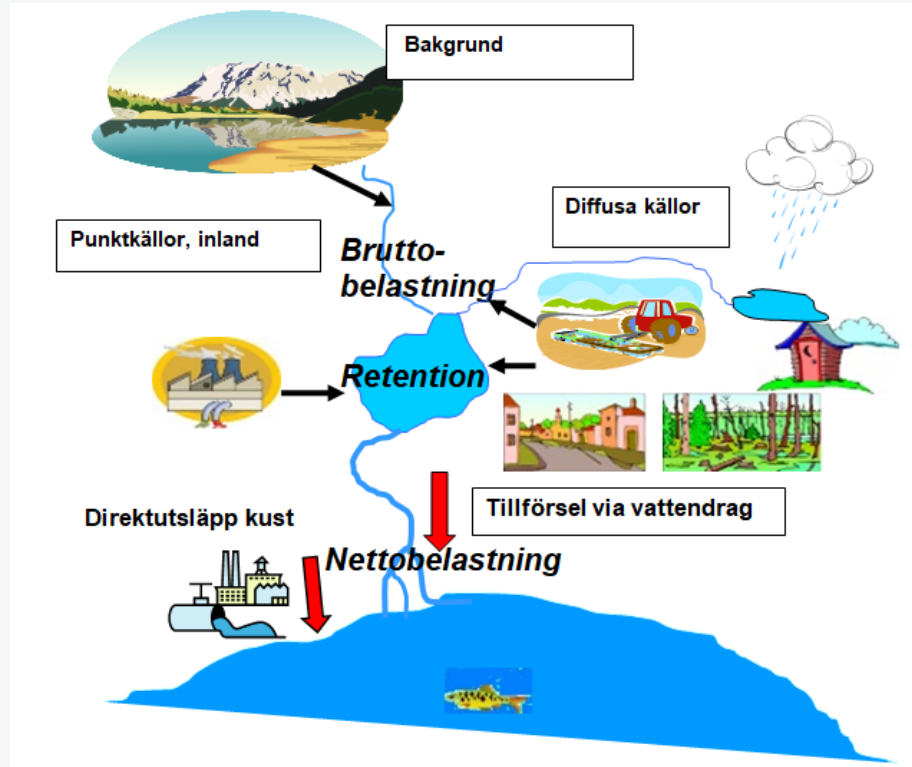 Bakgrund
Diffusa källor
Punktkällor, inland
Brutto-
belastning
Retention
Tillförsel via vattendrag
Direktutsläpp kust
Nettobelastning